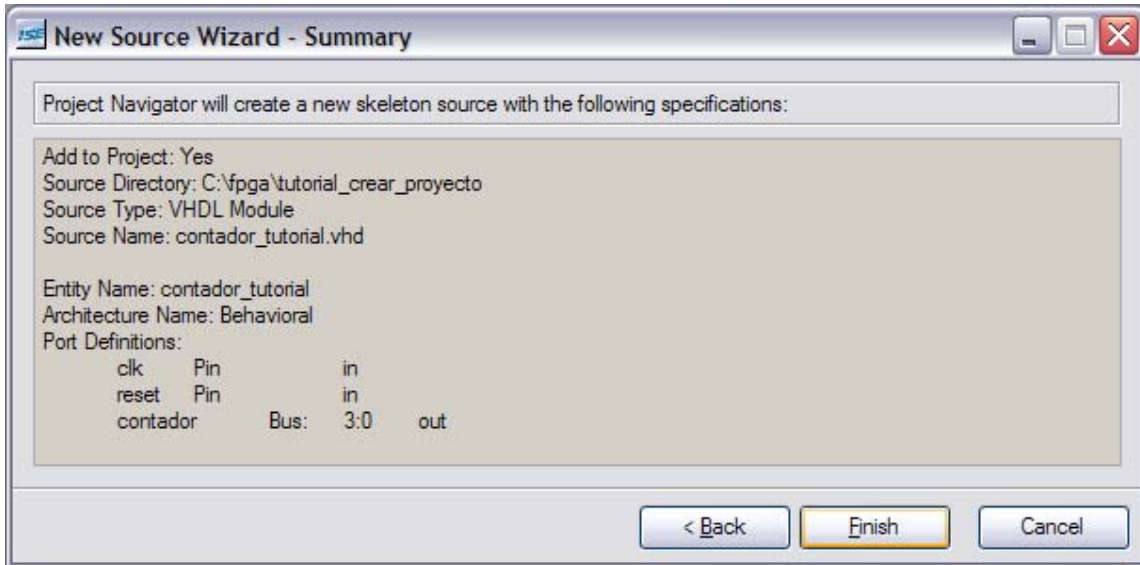 ISE New Source Wizard - Summary
Project Navigator will create a new skeleton source with the following specifications:
Add to Project: Yes
Source Directory: C:\fpga\tutorial_crear_proyecto
Source Type: VHDL Module
Source Name: contador_tutorial.vhd
Entity Name: contador_tutorial
Architecture Name: Behavioral
Port Definitions:
clk Pin in
reset Pin in
contador Bus: 3:0 out
< Back Finish Cancel